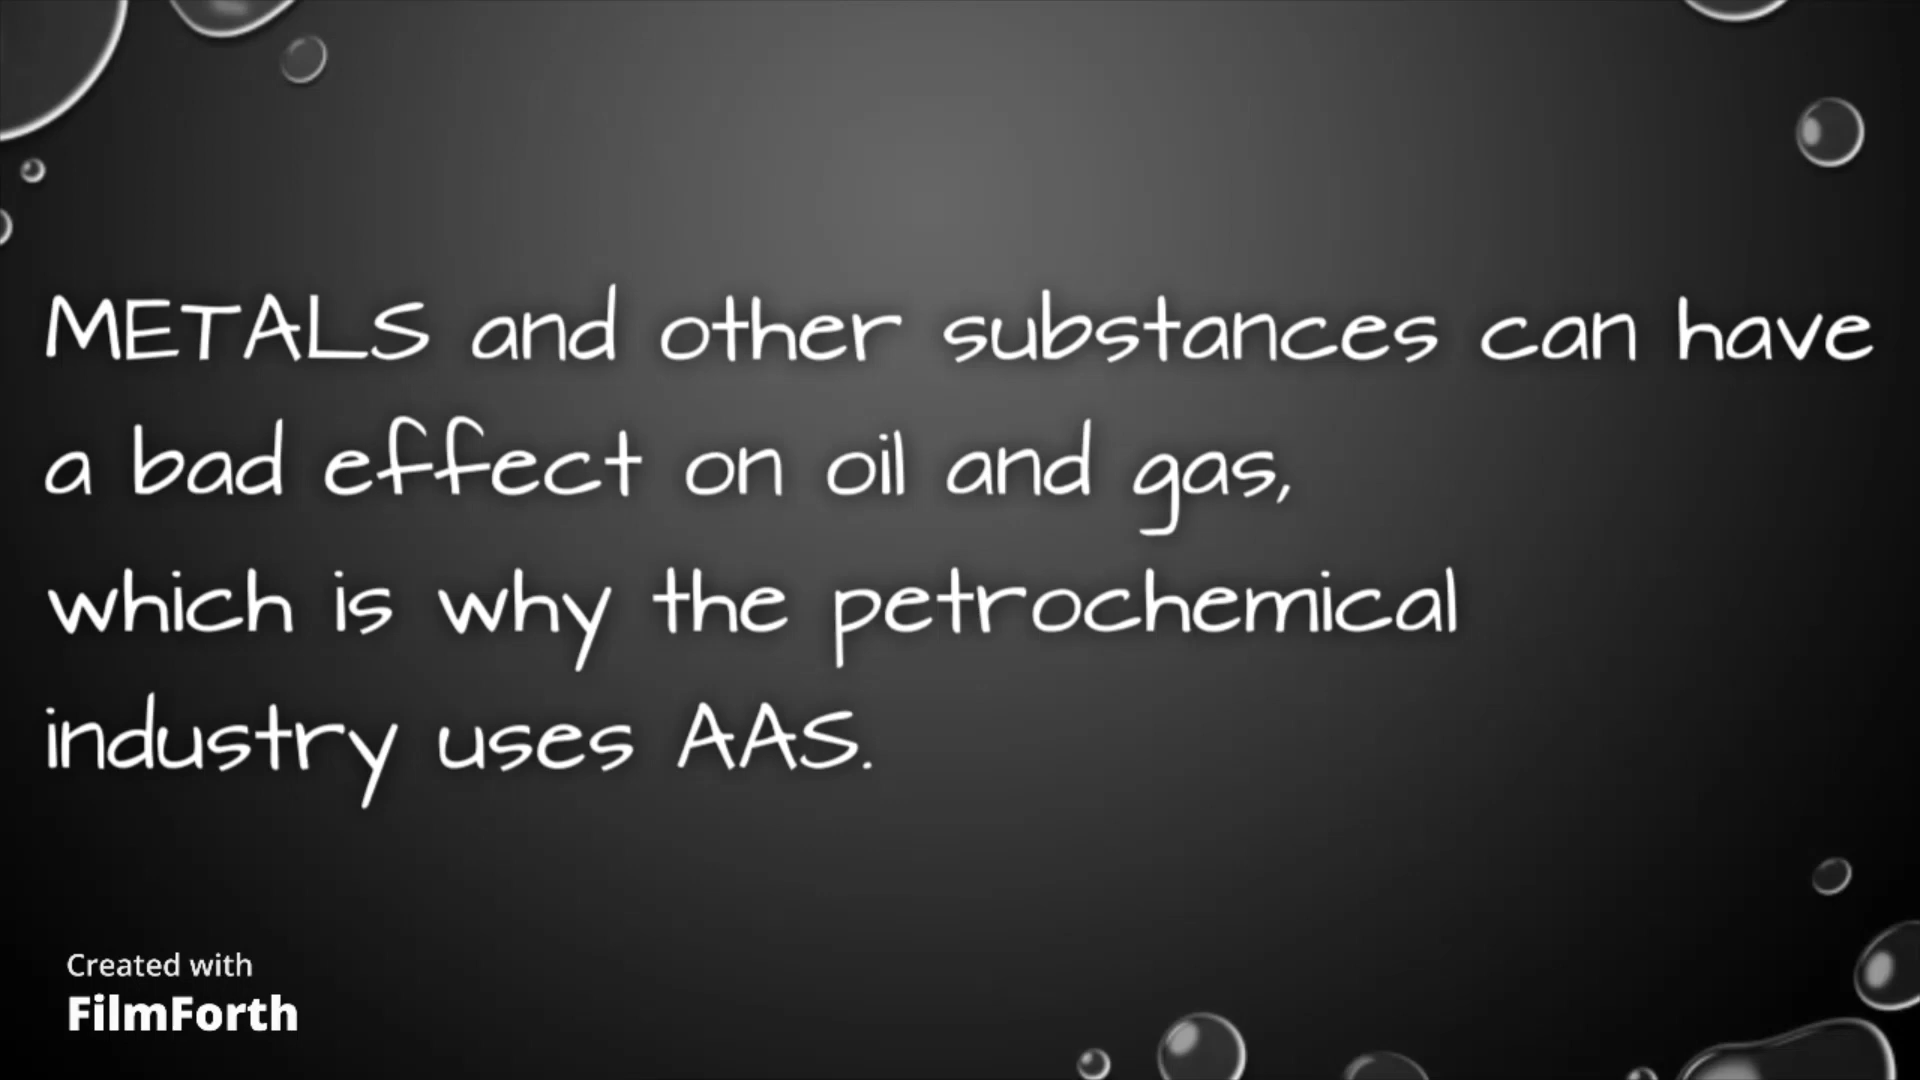 METALS and other substances can have
a bad effect on oil and gas,
which is why the petrochemical
industry uses AAS.
Created with
FilmForth